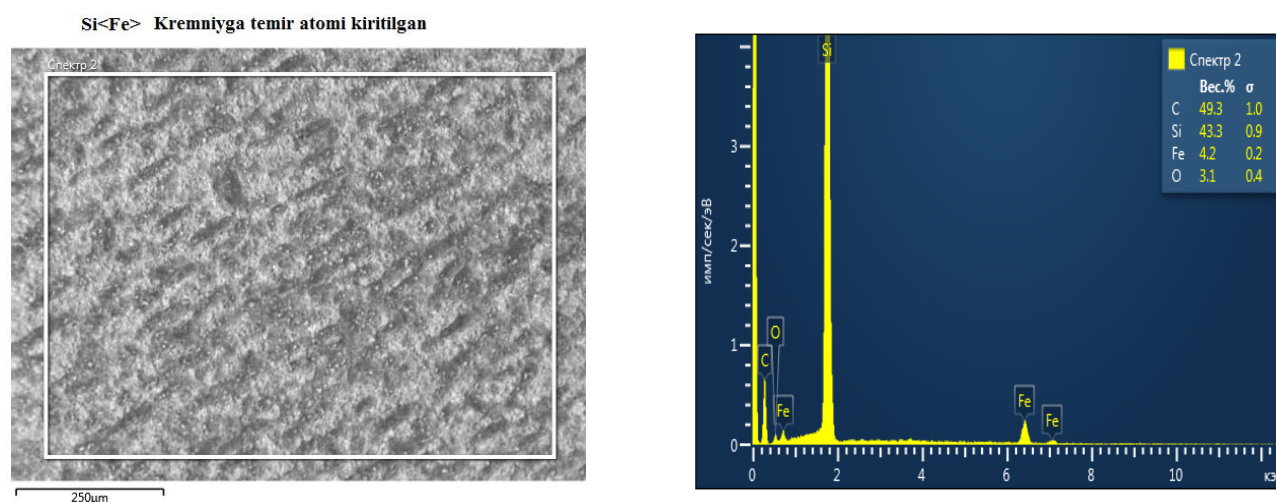 Si<Fe> Kremniyga temir atomi kiritilgan
Спектр 2
250µm
имп/сек/эВ
3
2
1
0
Si
O
C
Fe
Fe
Fe
0 2 4 6 8 10 кэ
Спектр 2
Вес.% σ
C 49.3 1.0
Si 43.3 0.9
Fe 4.2 0.2
O 3.1 0.4